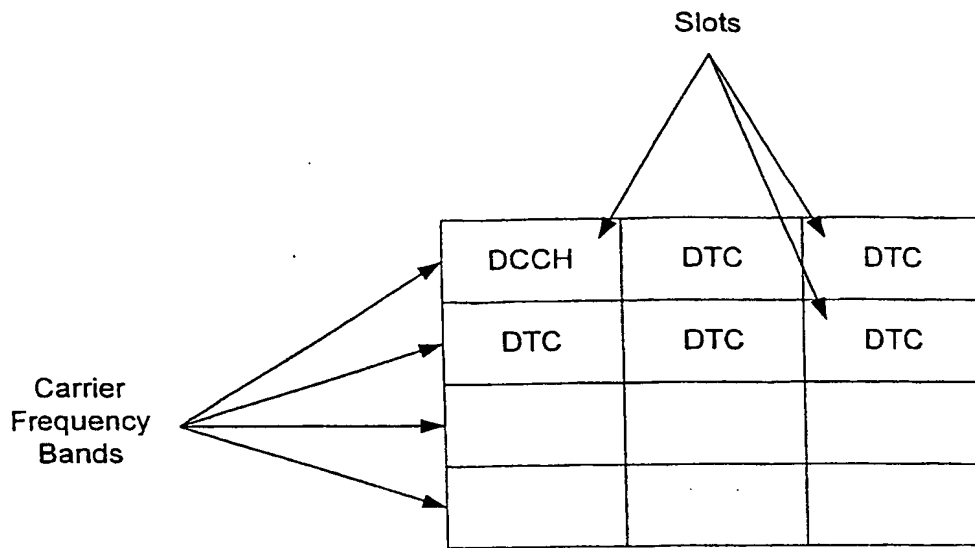 Slots
DCCH DTC DTC
DTC DTC DTC
Carrier
Frequency
Bands